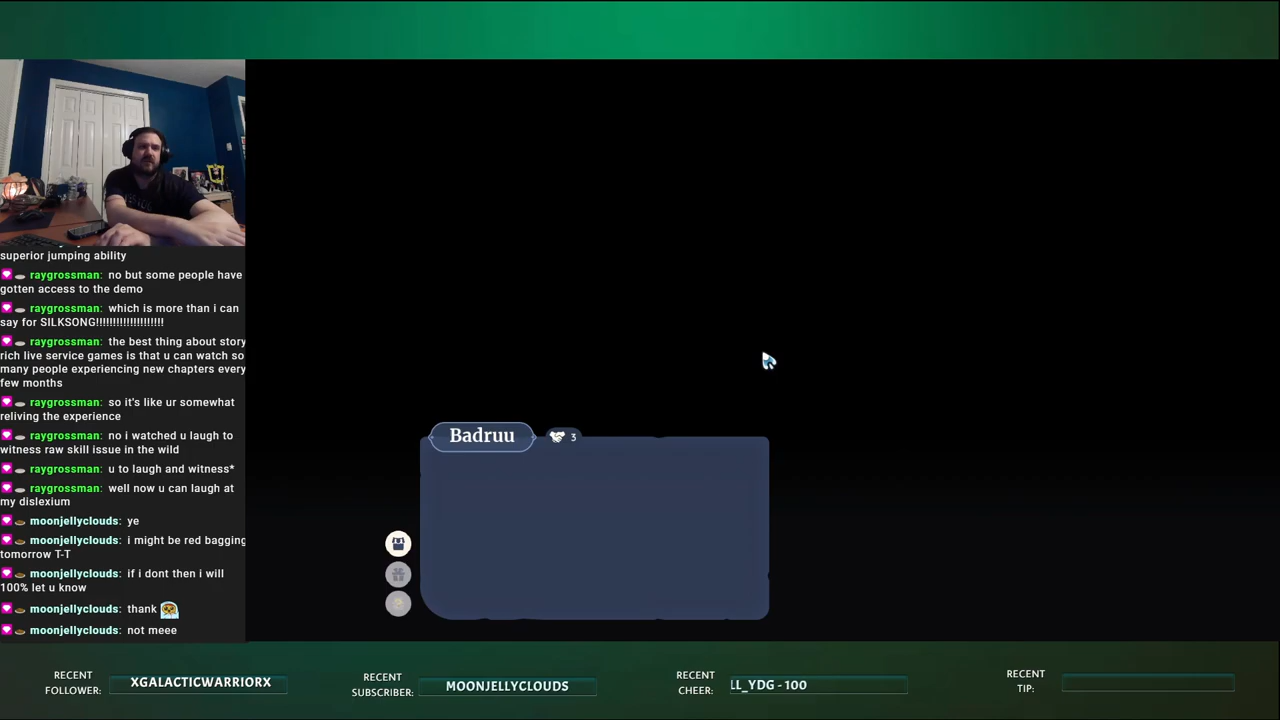 superior jumping ability
raygrossman: no but some people have
gotten access to the demo
raygrossman: which is more than i can
say for SILKSONG!!!!!!!!!!!!!!!!!!!!
raygrossman: the best thing about story
rich live service games is that u can watch so
many people experiencing new chapters every
few months
raygrossman: so it's like ur somewhat
reliving the experience
raygrossman: no i watched u laugh to
witness raw skill issue in the wild
raygrossman: u to laugh and witness*
raygrossman: well now u can laugh at
my dislexium
moonjellyclouds: ye
moonjellyclouds: i might be red bagging
tomorrow T-T
moonjellyclouds: if i dont then i will
100% let u know
moonjellyclouds: thank
moonjellyclouds: not meee
Badruu 3
RECENT
FOLLOWER: XGALACTICWARRIORX
RECENT
SUBSCRIBER: MOONJELLYCLOUDS
RECENT
CHEER: LL_YDG - 100
RECENT
TIP: